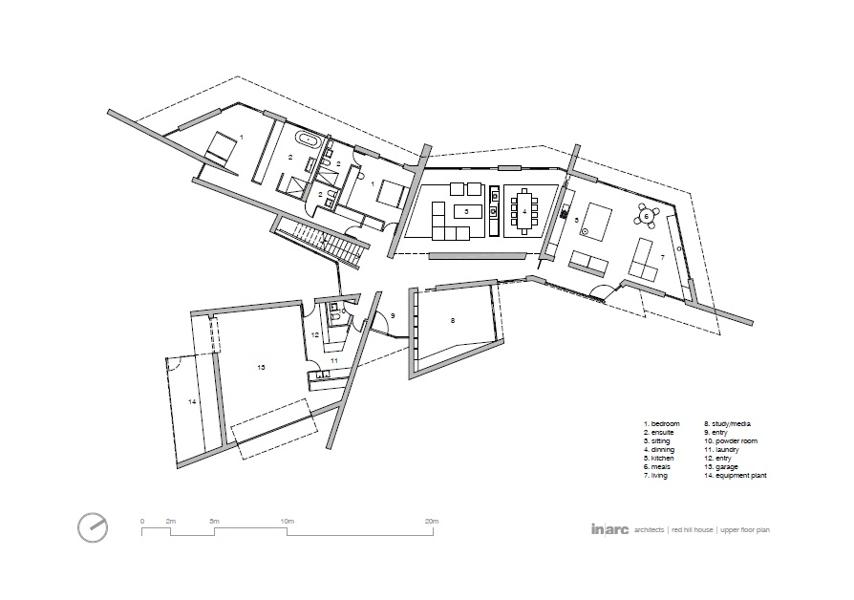 1
2
2
1
2
3
4
5
6
7
8
9
0
12
11
13
14
1. bedroom
2. ensuite
3. sitting
4. dinning
5. kitchen
6. meals
7. living
8. study/media
9. entry
10. powder room
11. laundry
12. entry
13. garage
14. equipment plant
0 2m 5m 10m 20m
in|arc architects | red hill house | upper floor plan